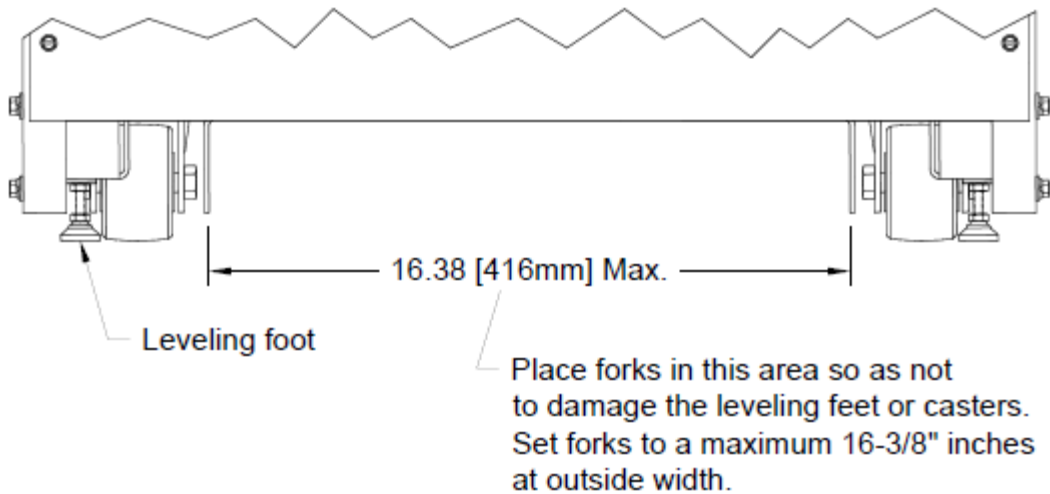 16.38 [416mm] Max.
Leveling foot
Place forks in this area so as not
to damage the leveling feet or casters.
Set forks to a maximum 16-3/8" inches
at outside width.